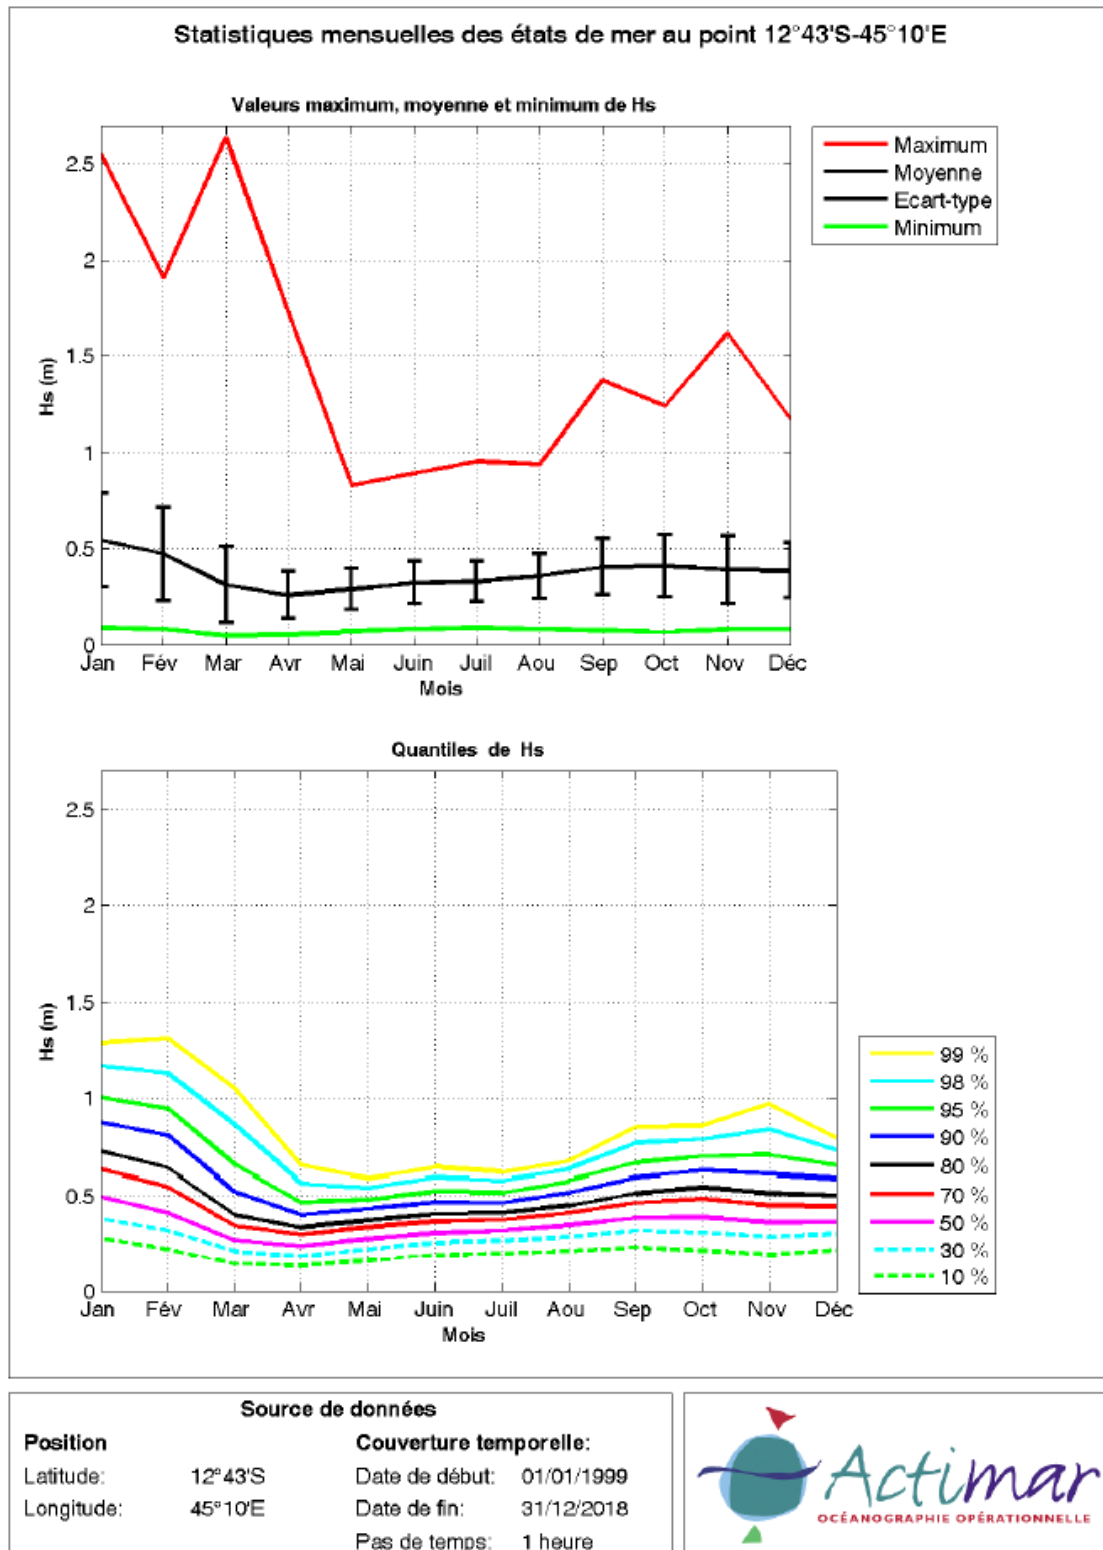 Statistiques mensuelles des états de mer au point 12°43'S-45°10'E
Valeurs maximum, moyenne et minimum de Hs
Maximum
Moyenne
Ecart-type
Minimum
2.5
2
1.5
1
0.5
0
Hs (m)
Jan Fév Mar Avr Mai Juin Juil Aou Sep Oct Nov Déc
Mois
Quantiles de Hs
2.5
2
1.5
1
0.5
0
Hs (m)
99 %
98 %
95 %
90 %
80 %
70 %
50 %
30 %
10 %
Jan Fév Mar Avr Mai Juin Juil Aou Sep Oct Nov Déc
Mois
Source de données
Position Couverture temporelle:
Latitude: 12°43'S Date de début: 01/01/1999
Longitude: 45°10'E Date de fin: 31/12/2018
Pas de temps: 1 heure
Actimar
OCÉANOGRAPHIE OPÉRATIONNELLE